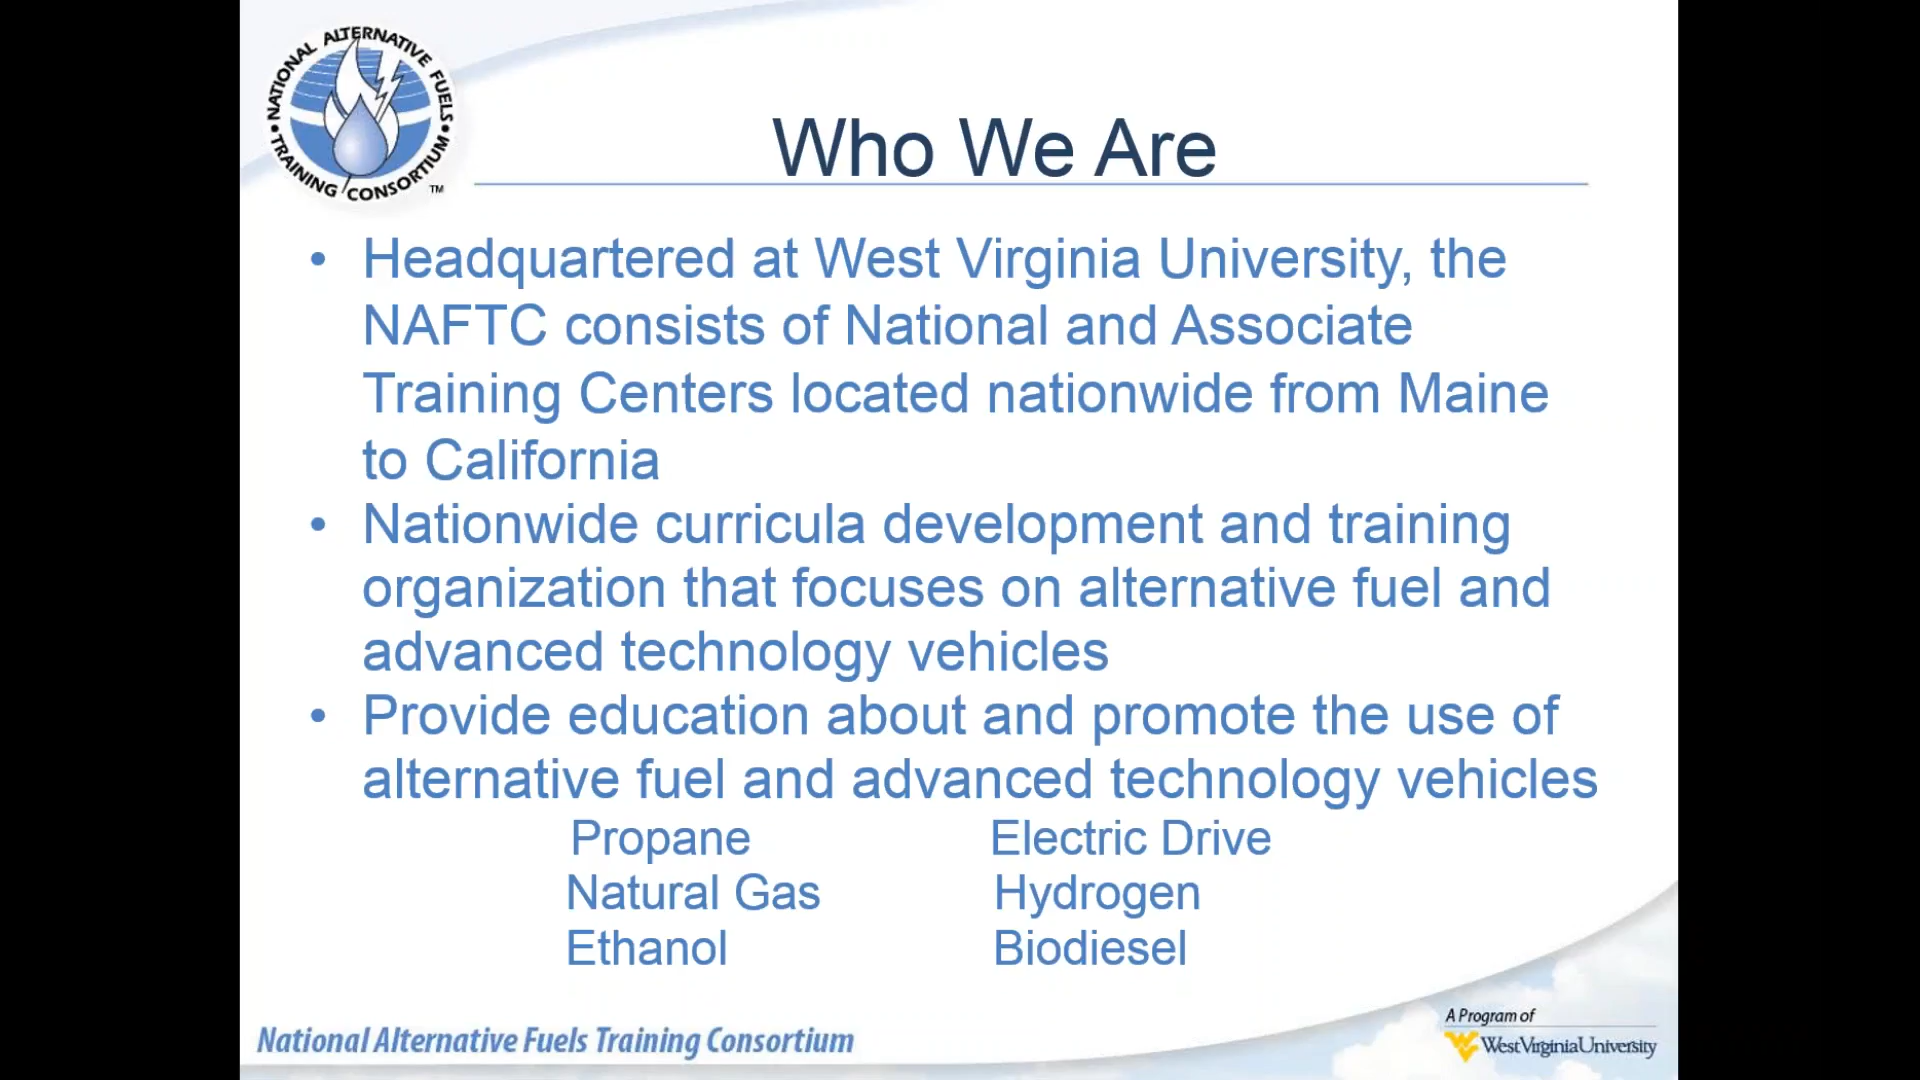 NATIONAL ALTERNATIVE FUELS
• TRAINING CONSORTIUM •
TM
Who We Are
• Headquartered at West Virginia University, the
NAFTC consists of National and Associate
Training Centers located nationwide from Maine
to California
• Nationwide curricula development and training
organization that focuses on alternative fuel and
advanced technology vehicles
• Provide education about and promote the use of
alternative fuel and advanced technology vehicles
Propane Electric Drive
Natural Gas Hydrogen
Ethanol Biodiesel
National Alternative Fuels Training Consortium
A Program of
WestVirginiaUniversity